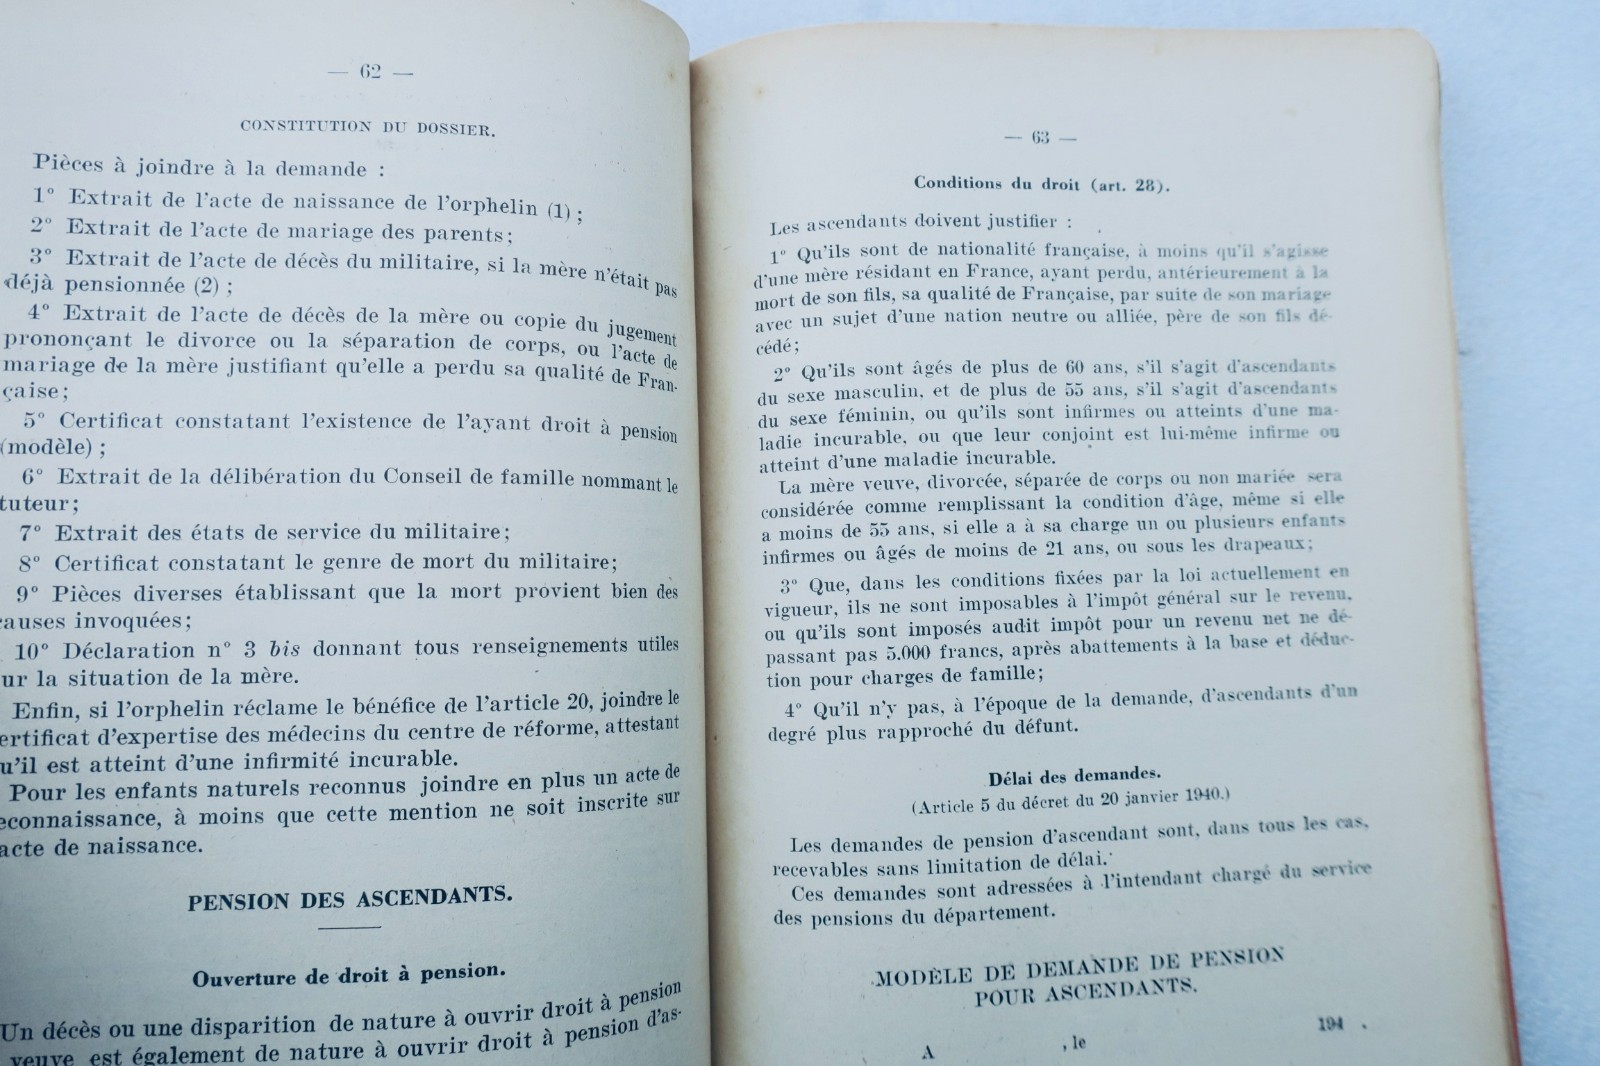 — 62 —
CONSTITUTION DU DOSSIER.
Pièces à joindre à la demande :
1° Extrait de l'acte de naissance de l'orphelin (1) ;
2° Extrait de l'acte de mariage des parents;
3° Extrait de l'acte de décès du militaire, si la mère n'était pas
déjà pensionnée (2) ;
4° Extrait de l'acte de décès de la mère ou copie du jugement
prononçant le divorce ou la séparation de corps, ou l'acte de
mariage de la mère justifiant qu'elle a perdu sa qualité de Fran-
çaise;
5° Certificat constatant l'existence de l'ayant droit à pension
(modèle) ;
6° Extrait de la délibération du Conseil de famille nommant le
tuteur;
7° Extrait des états de service du militaire;
8° Certificat constatant le genre de mort du militaire;
9° Pièces diverses établissant que la mort provient bien des
auses invoquées;
10° Déclaration n° 3 bis donnant tous renseignements utiles
ur la situation de la mère.
Enfin, si l'orphelin réclame le bénéfice de l'article 20, joindre le
ertificat d'expertise des médecins du centre de réforme, attestant
u'il est atteint d'une infirmité incurable.
Pour les enfants naturels reconnus joindre en plus un acte de
econnaissance, à moins que cette mention ne soit inscrite sur
acte de naissance.
PENSION DES ASCENDANTS.
Ouverture de droit à pension.
Un décès ou une disparition de nature à ouvrir droit à pension
veuve est également de nature à ouvrir droit à pension d'as-
— 63 —
Conditions du droit (art. 28).
Les ascendants doivent justifier :
1° Qu'ils sont de nationalité française, à moins qu'il s'agisse
d'une mère résidant en France, ayant perdu, antérieurement à la
mort de son fils, sa qualité de Française, par suite de son mariage
avec un sujet d'une nation neutre ou alliée, père de son fils dé-
cédé;
2° Qu'ils sont âgés de plus de 60 ans, s'il s'agit d'ascendants
du sexe masculin, et de plus de 55 ans, s'il s'agit d'ascendants
du sexe féminin, ou qu'ils sont infirmes ou atteints d'une ma-
ladie incurable, ou que leur conjoint est lui-même infirme ou
atteint d'une maladie incurable.
La mère veuve, divorcée, séparée de corps ou non mariée sera
considérée comme remplissant la condition d'âge, même si elle
a moins de 55 ans, si elle a à sa charge un ou plusieurs enfants
infirmes ou âgés de moins de 21 ans, ou sous les drapeaux;
3° Que, dans les conditions fixées par la loi actuellement en
vigueur, ils ne sont imposables à l'impôt général sur le revenu,
ou qu'ils sont imposés audit impôt pour un revenu net ne dé-
passant pas 5.000 francs, après abattements à la base et déduc-
tion pour charges de famille;
4° Qu'il n'y pas, à l'époque de la demande, d'ascendants d'un
degré plus rapproché du défunt.
Délai des demandes.
(Article 5 du décret du 20 janvier 1940.)
Les demandes de pension d'ascendant sont, dans tous les cas,
recevables sans limitation de délai.
Ces demandes sont adressées à l'intendant chargé du service
des pensions du département.
MODÈLE DE DEMANDE DE PENSION
POUR ASCENDANTS.
A , le 194 .